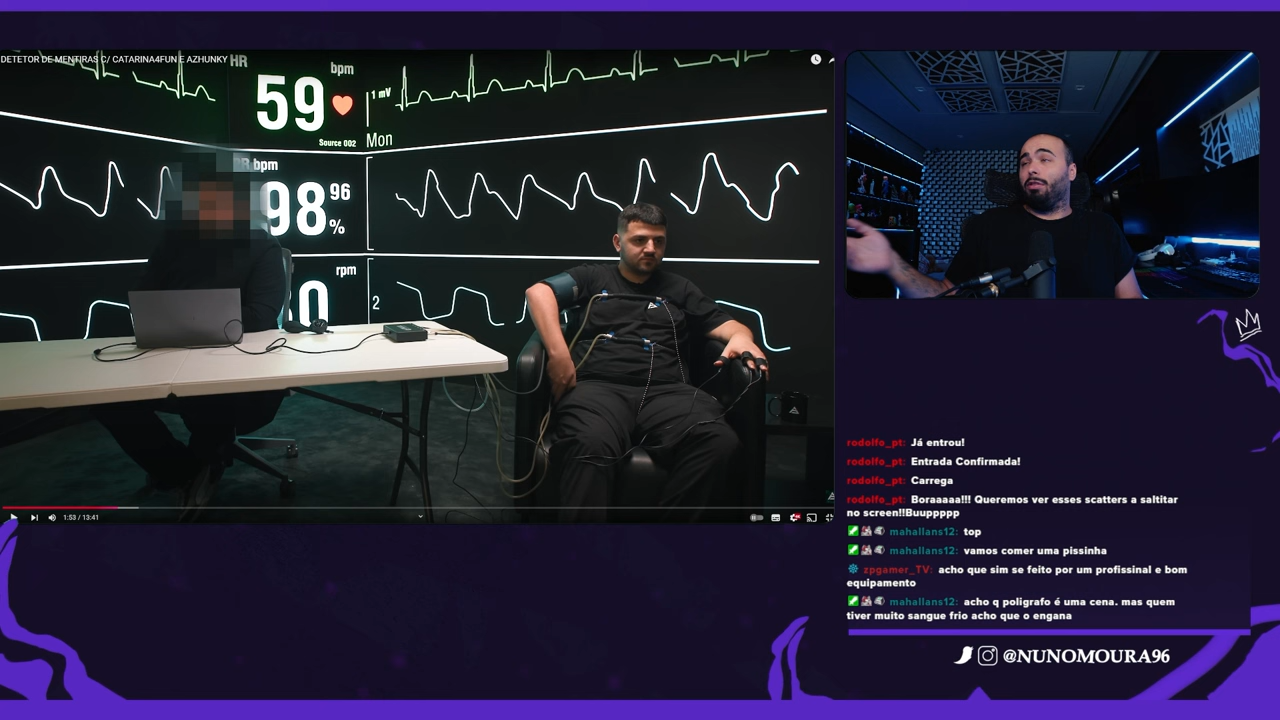 DETETOR DE MENTIRAS C/ CATARINA4FUN E AZHUNKY
HR
bpm
59
1 mV
Source 002
Mon
bpm
98
96
%
rpm
0
2
1:53 / 13:41
rodolfo_pt: Já entrou!
rodolfo_pt: Entrada Confirmada!
rodolfo_pt: Carrega
rodolfo_pt: Boraaaaa!!! Queremos ver esses scatters a saltitar
no screen!!Buuppppp
mahallans12: top
mahallans12: vamos comer uma pissinha
zpgamer_TV: acho que sim se feito por um profissinal e bom
equipamento
mahallans12: acho q poligrafo é uma cena. mas quem
tiver muito sangue frio acho que o engana
@NUNOMOURA96